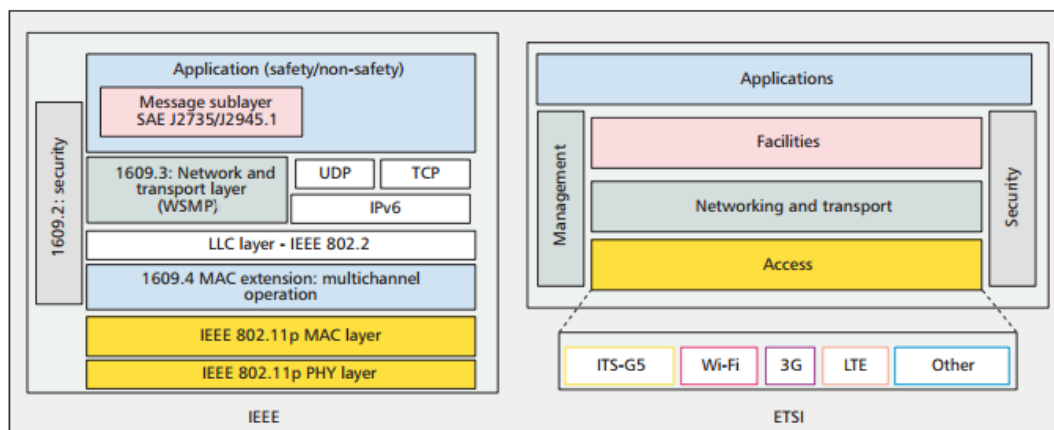 Application (safety/non-safety)
Message sublayer
SAE J2735/J2945.1
1609.2: security
1609.3: Network and
transport layer
(WSMP)
UDP
TCP
IPv6
LLC layer - IEEE 802.2
1609.4 MAC extension: multichannel
operation
IEEE 802.11p MAC layer
IEEE 802.11p PHY layer
IEEE
Applications
Management
Facilities
Networking and transport
Access
Security
ITS-G5
Wi-Fi
3G
LTE
Other
ETSI